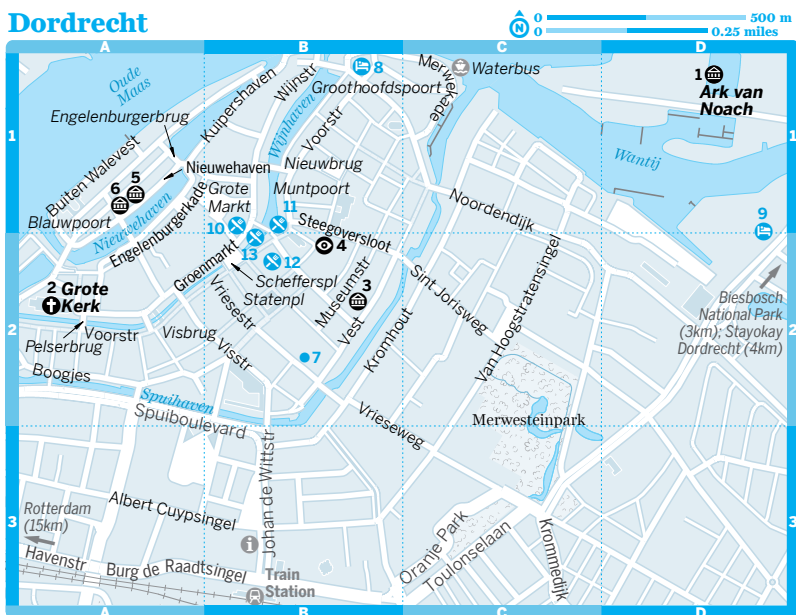 Dordrecht
N
0 500 m
0 0.25 miles
A B C D
Oude
Maas
Engelenburgerbrug
Kuipershaven
Wijnstr
8
Groothoofdspoort
Merwekade
Waterbus
1
Ark van
Noach
1
1
Buiten Walevest
Wijnhaven
Voorstr
Nieuwehaven
Nieuwbrug
Wantij
6 5
Grote
Markt
Muntpoort
Noordendijk
Blauwpoort
Nieuwehaven
Engelenburgerkade
10
11
Steegoversloot
9
13
4
12
Groenmarkt
Scheffersspl
Statenpl
Sint Jorisweg
Van Hoogstratensingel
2 Grote
Kerk
Vriesestr
Museumstr
3
Biesbosch
National Park
(3km); Stayokay
Dordrecht (4km)
2
2
Voorstr
Visbrug
Vest
Kromhout
Pelserbrug
Visstr
7
Boogjes
Spuihaven
Spuiboulevard
Vrieseweg
Merwesteinpark
Johan de Wittstr
Rotterdam
(15km)
Albert Cuypsingel
3
3
Oranje Park
Toulonselaan
Krommedijk
i
Havenstr
Burg de Raadtsingel
Train
Station
A B C D